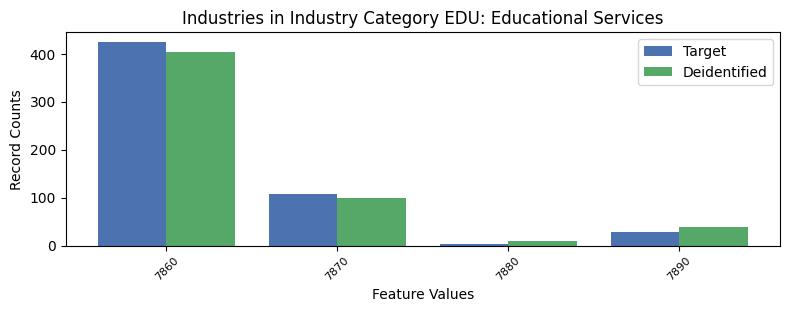 Industries in Industry Category EDU: Educational Services
Target
Deidentified
Record Counts
400
300
200
100
0
7860
7870
7880
7890
Feature Values